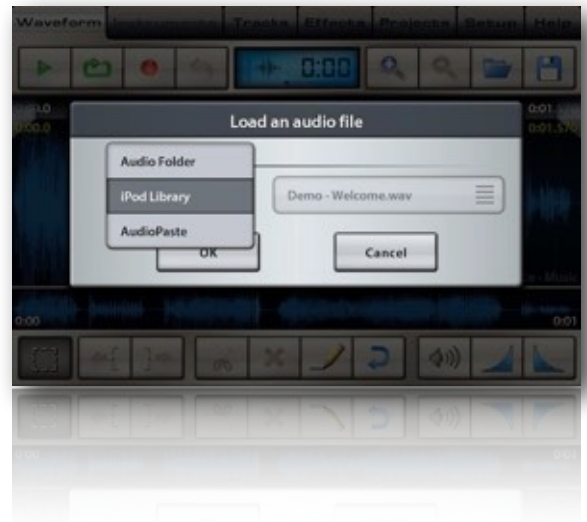 Waveform Instruments Tracks Effects Projects Setup Help
0:00
Load an audio file
Audio Folder
iPod Library
Demo - Welcome.wav
AudioPaste
OK
Cancel
0:00
0:01